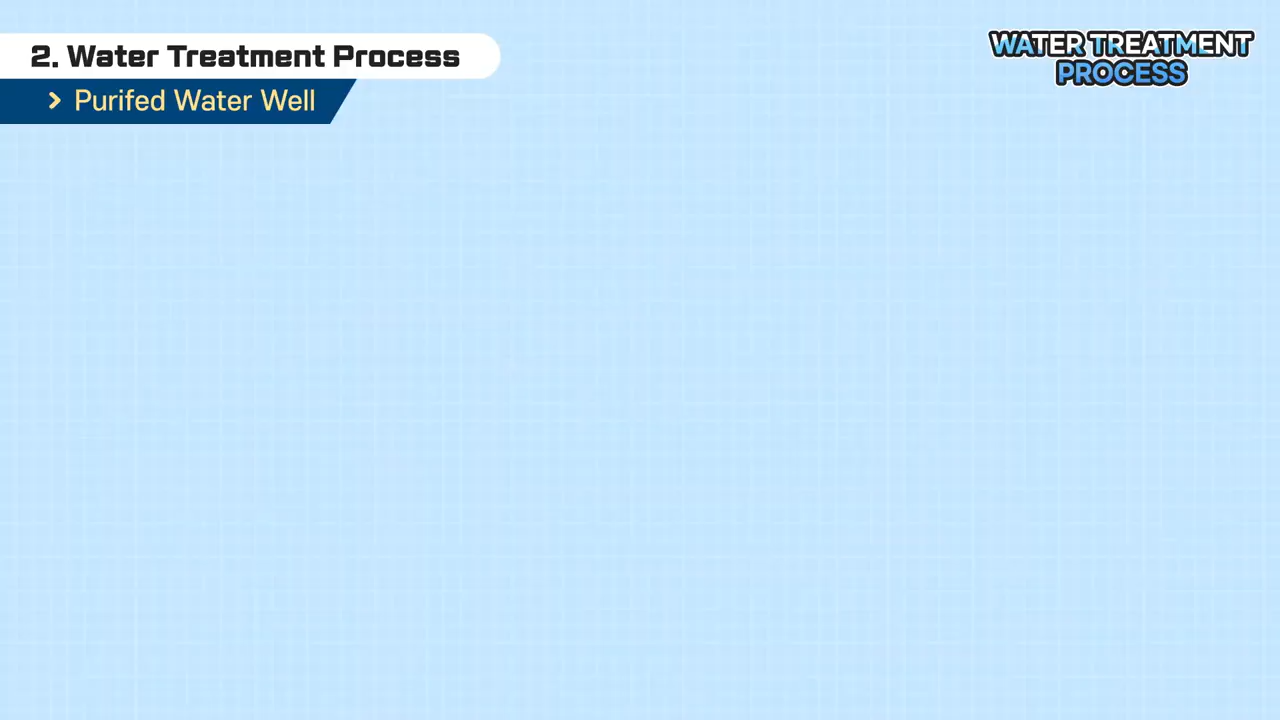 2. Water Treatment Process
Purifed Water Well
WATER TREATMENT
PROCESS